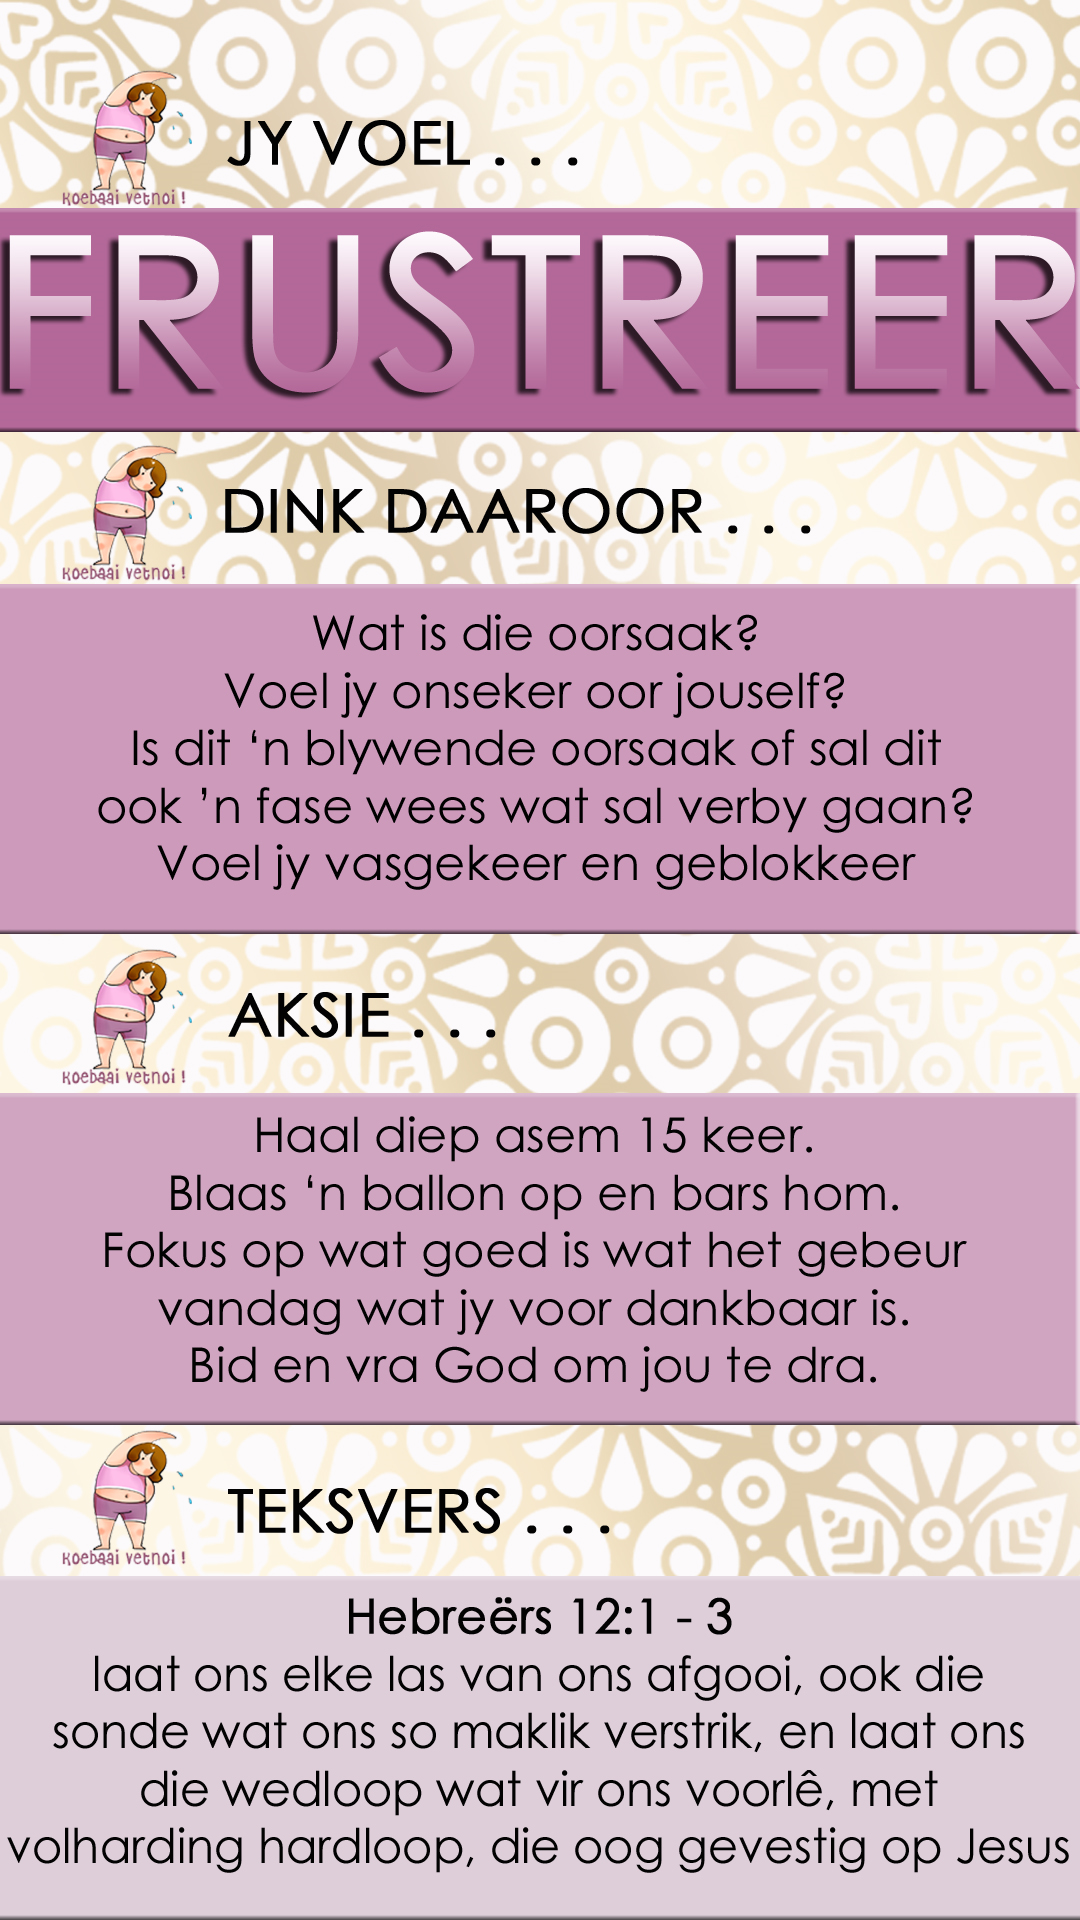 JY VOEL . . .
koebaai vetnoi !
FRUSTREER
DINK DAAROOR . . .
koebaai vetnoi !
Wat is die oorsaak?
Voel jy onseker oor jouself?
Is dit ‘n blywende oorsaak of sal dit
ook ’n fase wees wat sal verby gaan?
Voel jy vasgekeer en geblokkeer
AKSIE . . .
koebaai vetnoi !
Haal diep asem 15 keer.
Blaas ‘n ballon op en bars hom.
Fokus op wat goed is wat het gebeur
vandag wat jy voor dankbaar is.
Bid en vra God om jou te dra.
TEKSVERS . . .
koebaai vetnoi !
Hebreërs 12:1 - 3
laat ons elke las van ons afgooi, ook die
sonde wat ons so maklik verstrik, en laat ons
die wedloop wat vir ons voorlê, met
volharding hardloop, die oog gevestig op Jesus